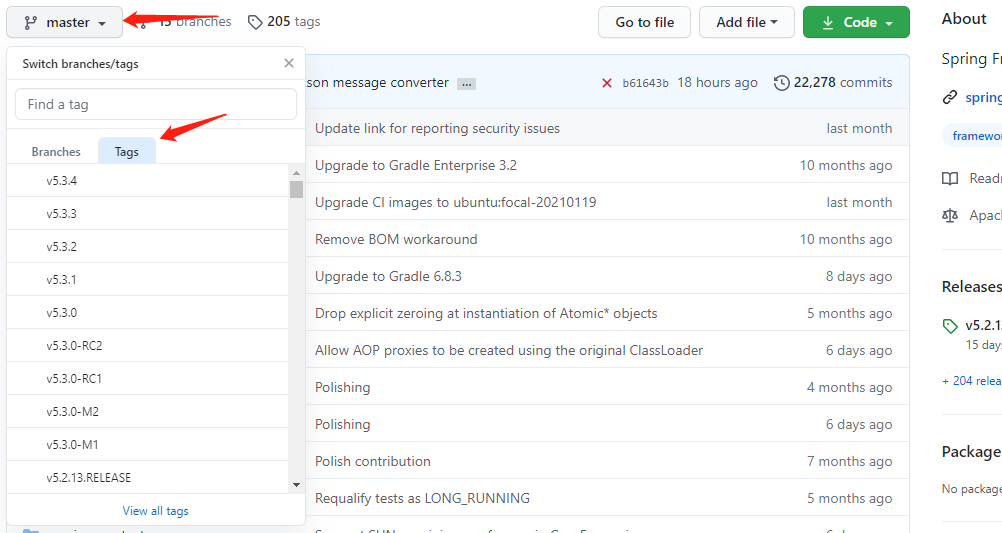 master
15 branches
205 tags
Go to file
Add file
Code
About
Switch branches/tags
Find a tag
Branches
Tags
v5.3.4
v5.3.3
v5.3.2
v5.3.1
v5.3.0
v5.3.0-RC2
v5.3.0-RC1
v5.3.0-M2
v5.3.0-M1
v5.2.13.RELEASE
View all tags
son message converter ...
b61643b 18 hours ago
22,278 commits
Update link for reporting security issues last month
Upgrade to Gradle Enterprise 3.2 10 months ago
Upgrade CI images to ubuntu:focal-20210119 last month
Remove BOM workaround 10 months ago
Upgrade to Gradle 6.8.3 8 days ago
Drop explicit zeroing at instantiation of Atomic* objects 5 months ago
Allow AOP proxies to be created using the original ClassLoader 6 days ago
Polishing 4 months ago
Polishing 6 days ago
Polish contribution 7 months ago
Requalify tests as LONG_RUNNING 5 months ago
Spring Fr
spring
framewo
Read
Apac
Releases
v5.2.1
15 days
+ 204 relea
Package
No package